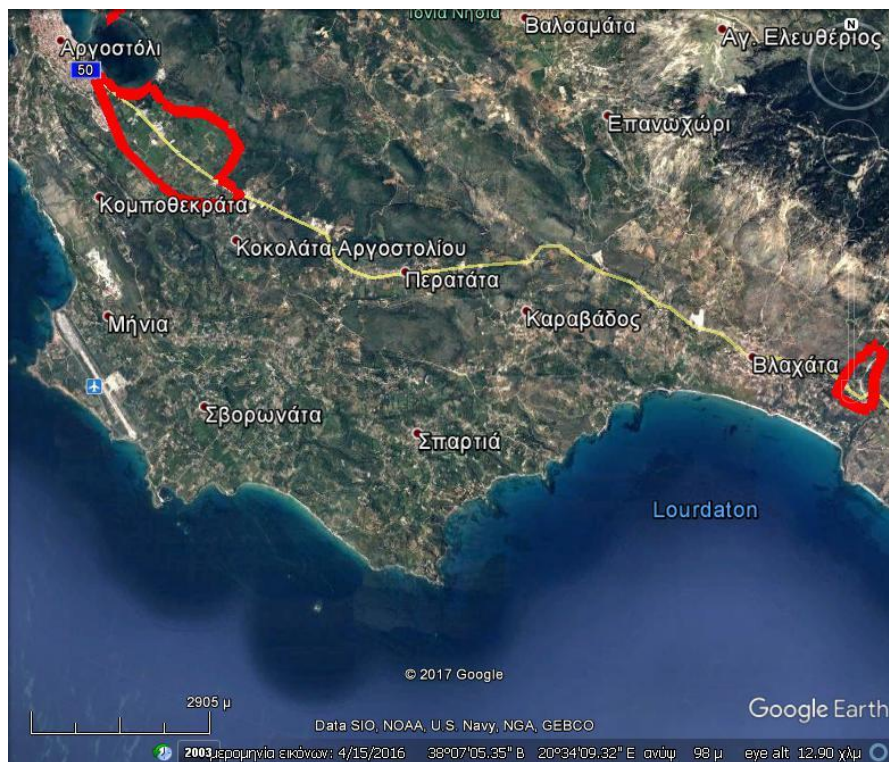 Ιόνια Νησιά
Βαλσαμάτα
Αγ. Ελευθέριος
N
Αργοστόλι
50
Επανωχώρι
Κομποθεκράτα
Κοκολάτα Αργοστολίου
Περατάτα
Καραβάδος
Μήνια
Βλαχάτα
Σβορωνάτα
Σπαρτιά
Lourdaton
© 2017 Google
2905 μ
Google Earth
Data SIO, NOAA, U.S. Navy, NGA, GEBCO
2003 μερομηνία εικόνων: 4/15/2016 38°07'05.35" Β 20°34'09.32" Ε ανύψ 98 μ eye alt 12.90 χλμ